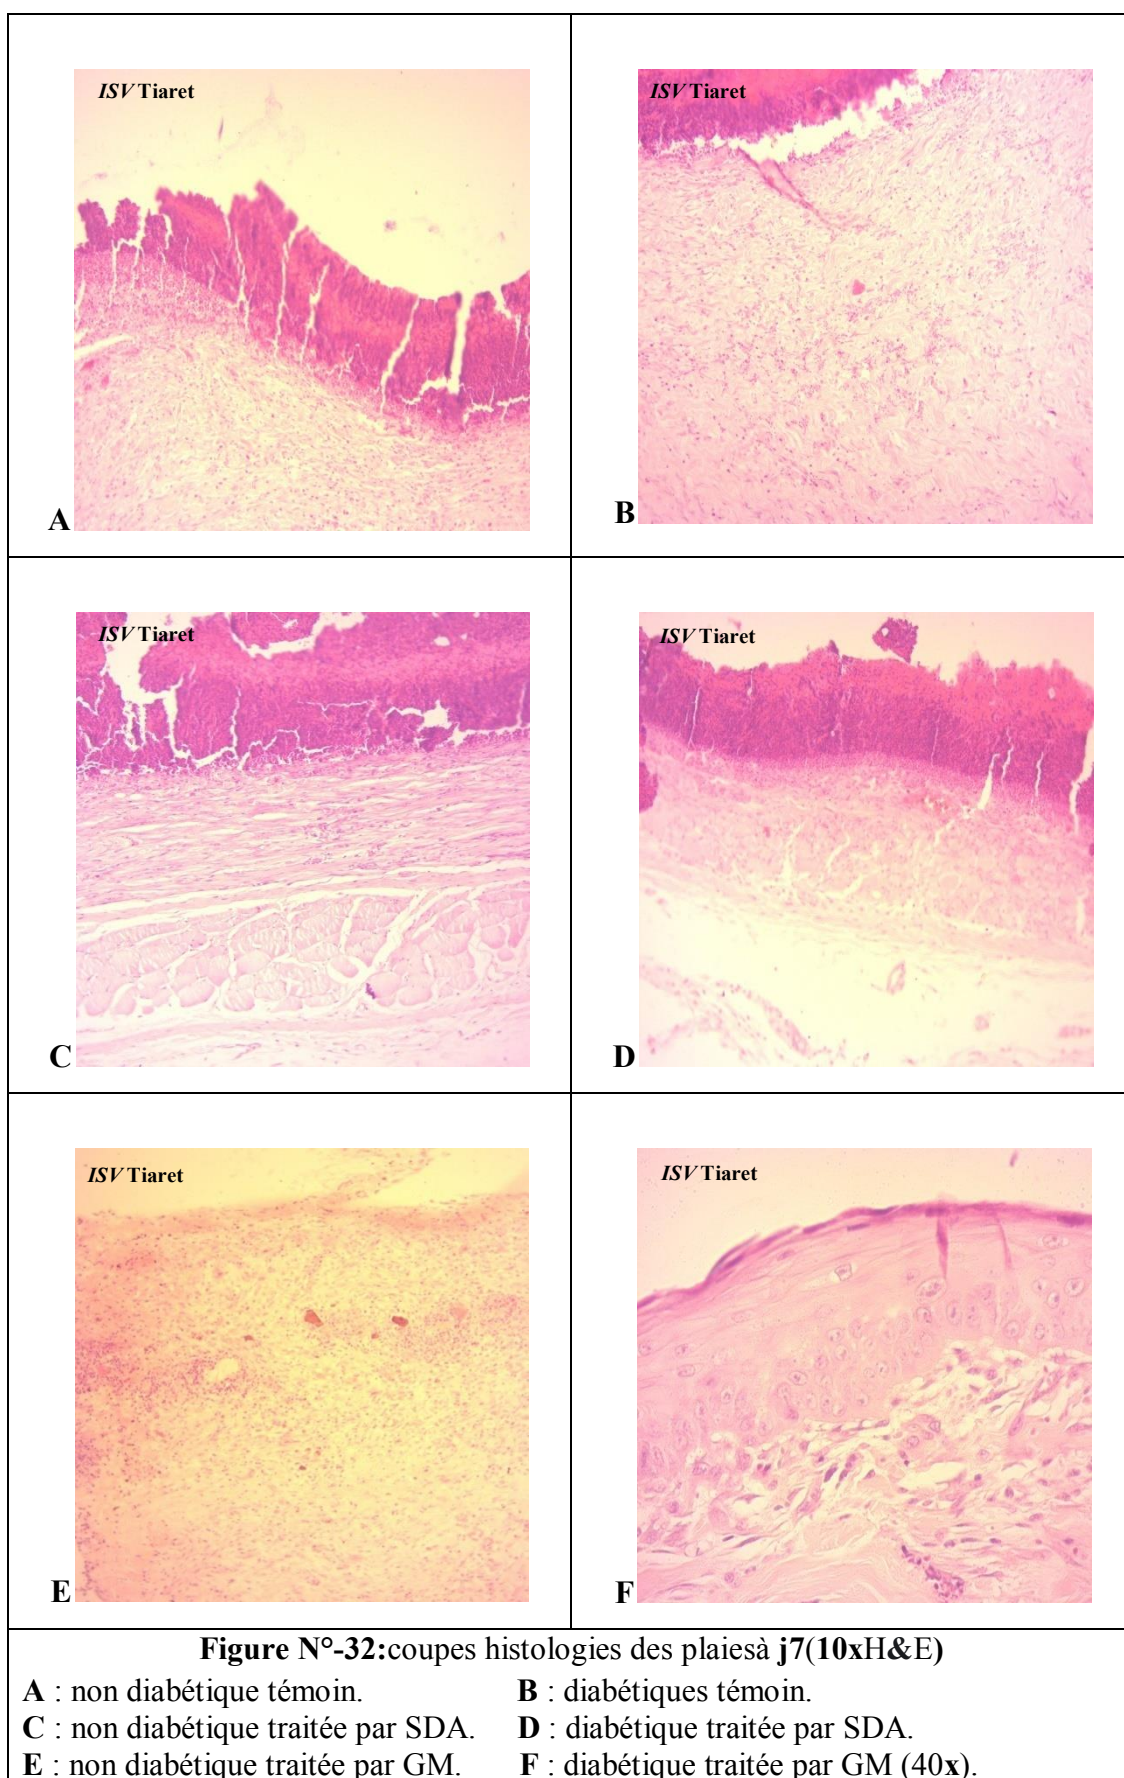 ISV Tiaret
ISV Tiaret
A
B
ISV Tiaret
ISV Tiaret
C
D
ISV Tiaret
ISV Tiaret
E
F
Figure N°-32:coupes histologies des plaiesà j7(10xH&E)
A : non diabétique témoin. B : diabétiques témoin.
C : non diabétique traitée par SDA. D : diabétique traitée par SDA.
E : non diabétique traitée par GM. F : diabétique traitée par GM (40x).